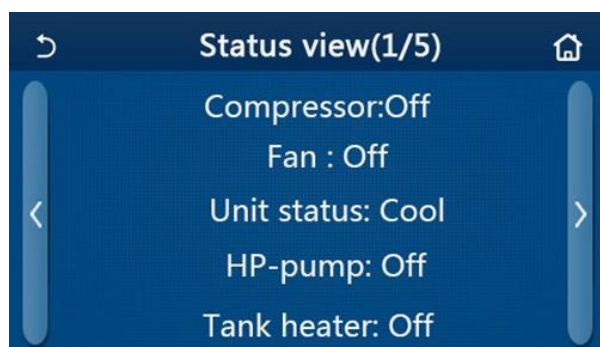 Status view(1/5)
Compressor:Off
Fan : Off
Unit status: Cool
HP-pump: Off
Tank heater: Off